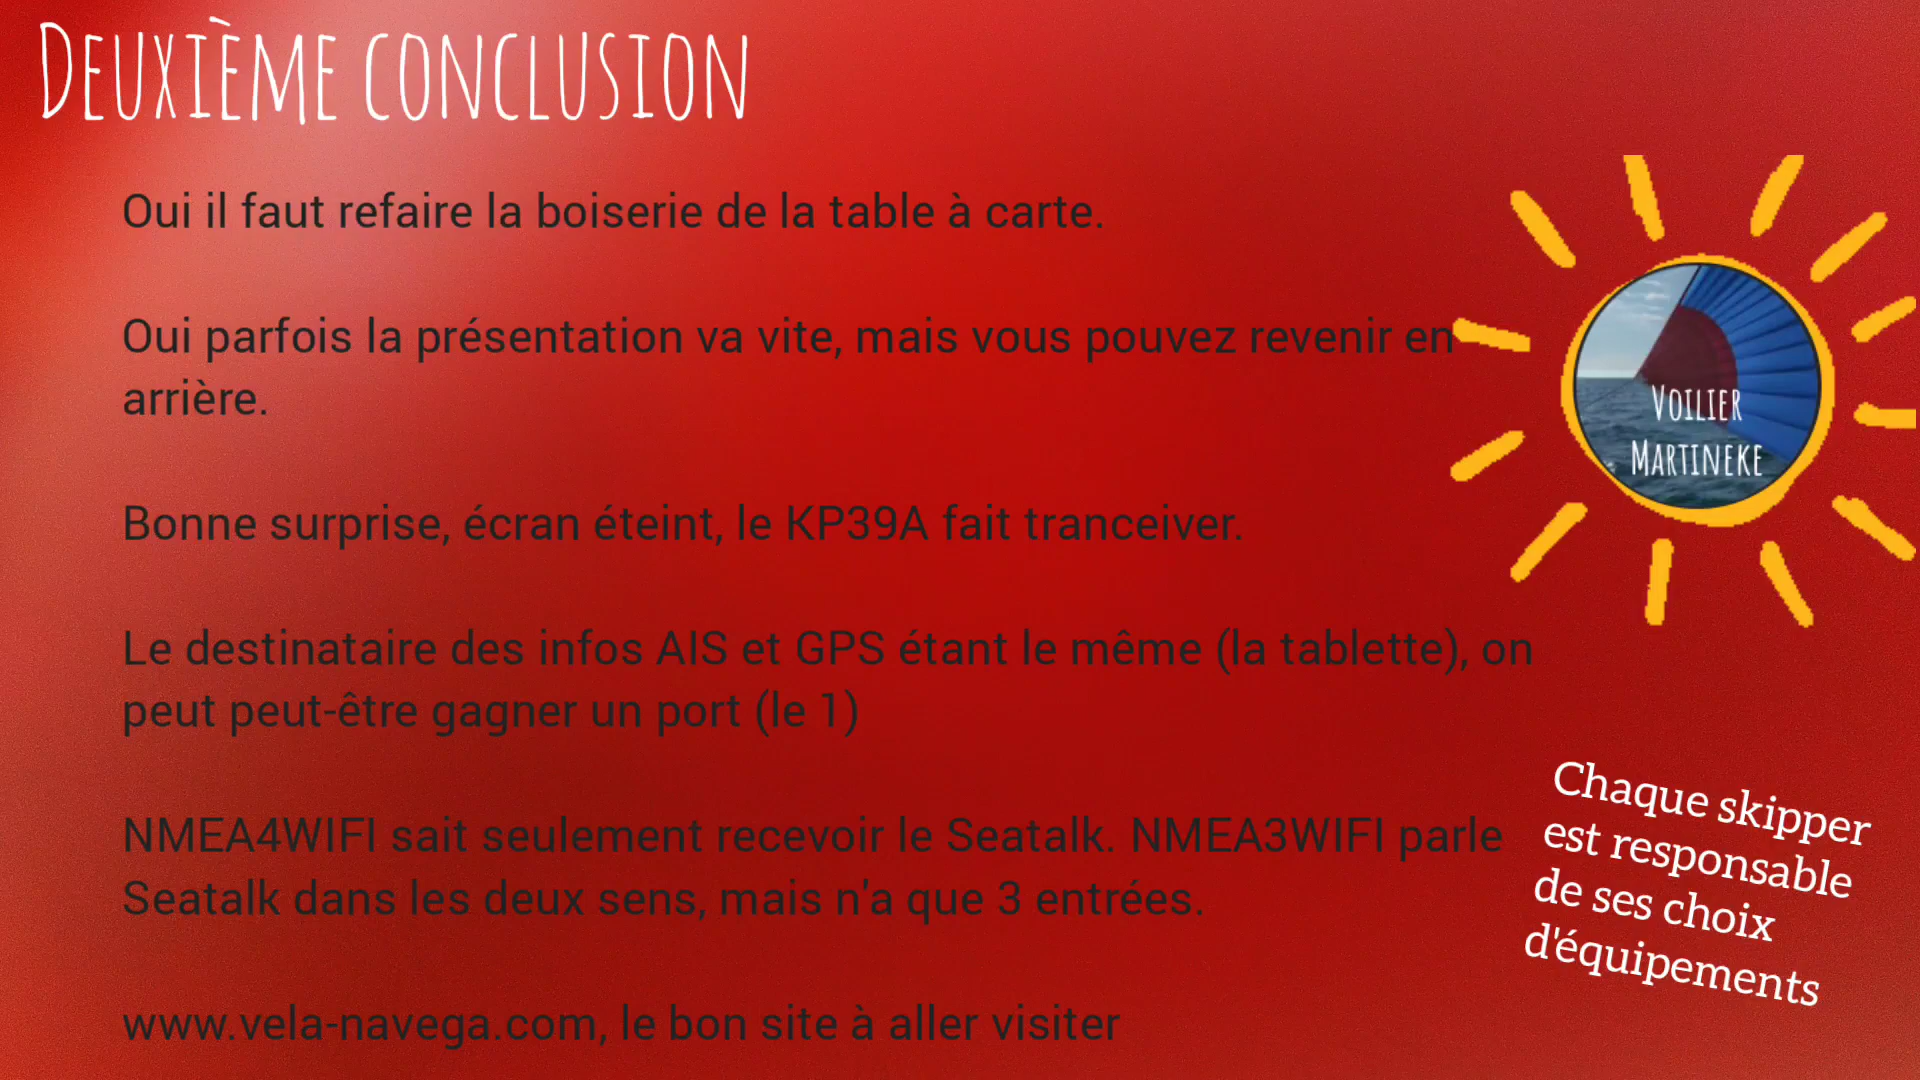 Deuxième conclusion
Oui il faut refaire la boiserie de la table à carte.
Oui parfois la présentation va vite, mais vous pouvez revenir en
arrière.
Bonne surprise, écran éteint, le KP39A fait tranceiver.
Le destinataire des infos AIS et GPS étant le même (la tablette), on
peut peut-être gagner un port (le 1)
NMEA4WIFI sait seulement recevoir le Seatalk. NMEA3WIFI parle
Seatalk dans les deux sens, mais n'a que 3 entrées.
www.vela-navega.com, le bon site à aller visiter
Voilier
Martineke
Chaque skipper
est responsable
de ses choix
d'équipements